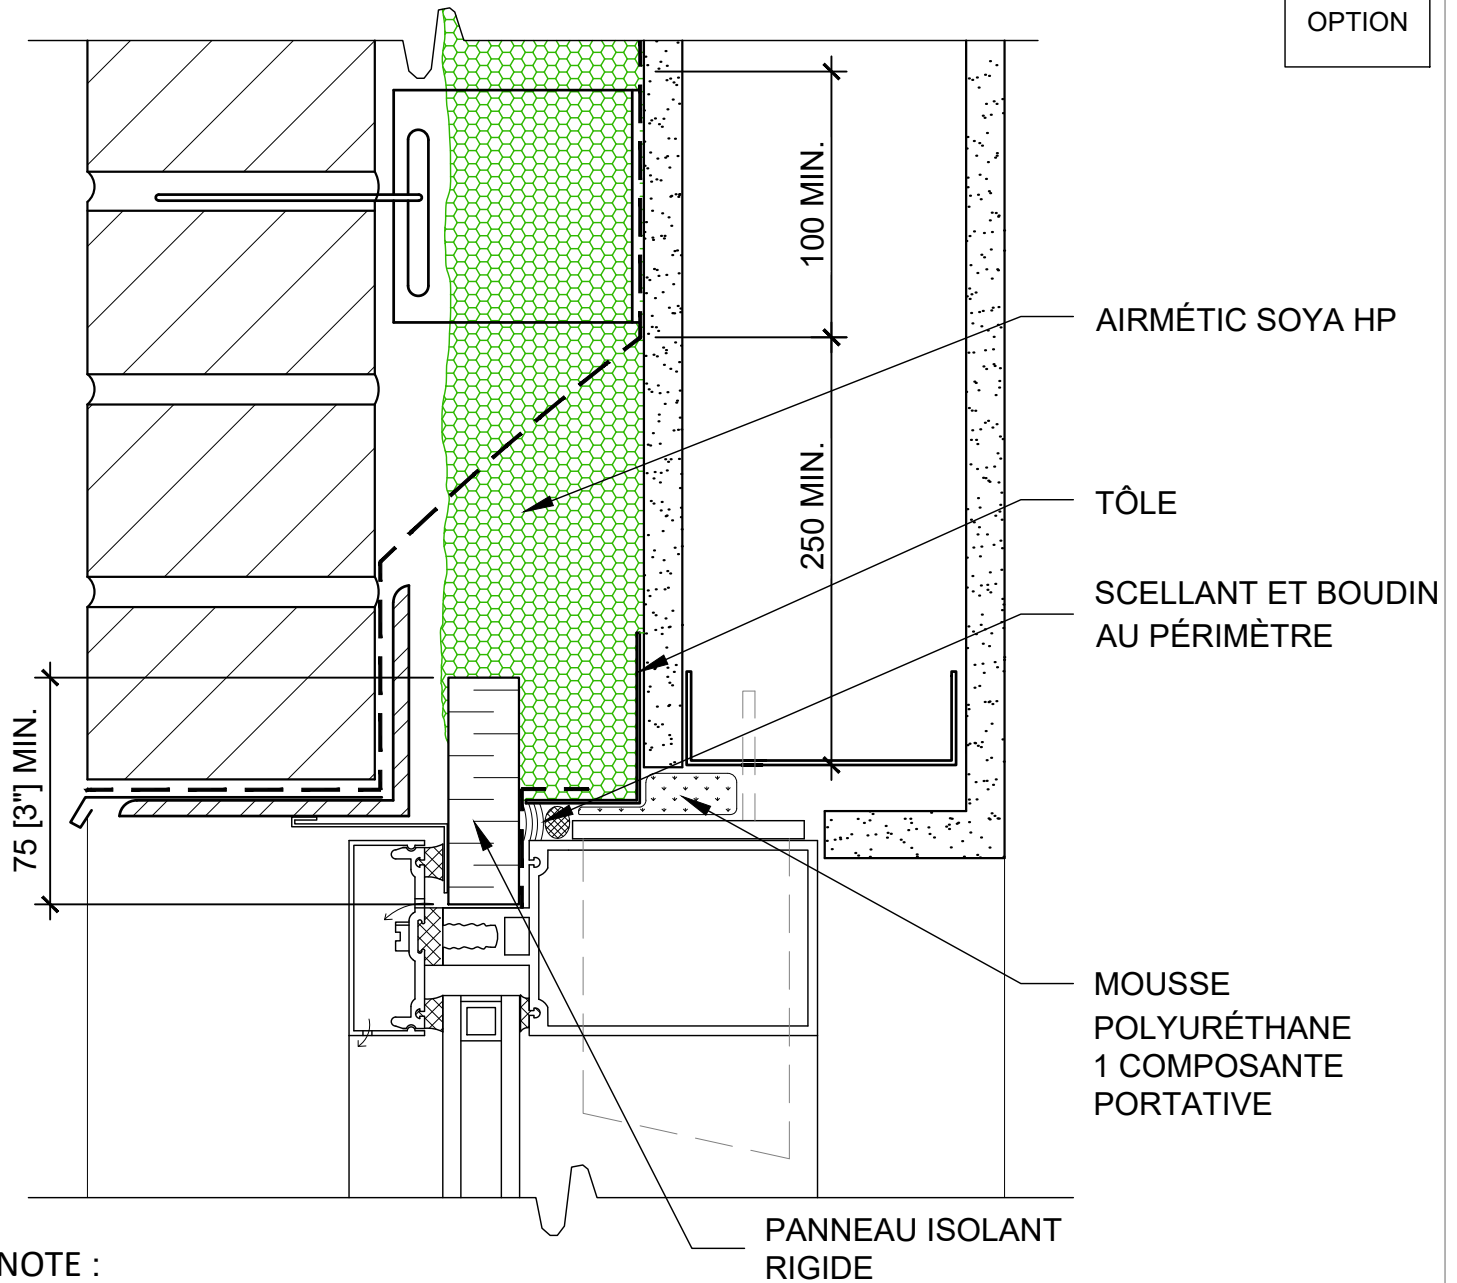 OPTION
100 MIN.
AIRMÉTIC SOYA HP
250 MIN.
TÔLE
SCELLANT ET BOUDIN
AU PÉRIMÈTRE
75 [3"] MIN.
MOUSSE
POLYURÉTHANE
1 COMPOSANTE
PORTATIVE
PANNEAU ISOLANT
RIGIDE
NOTE :